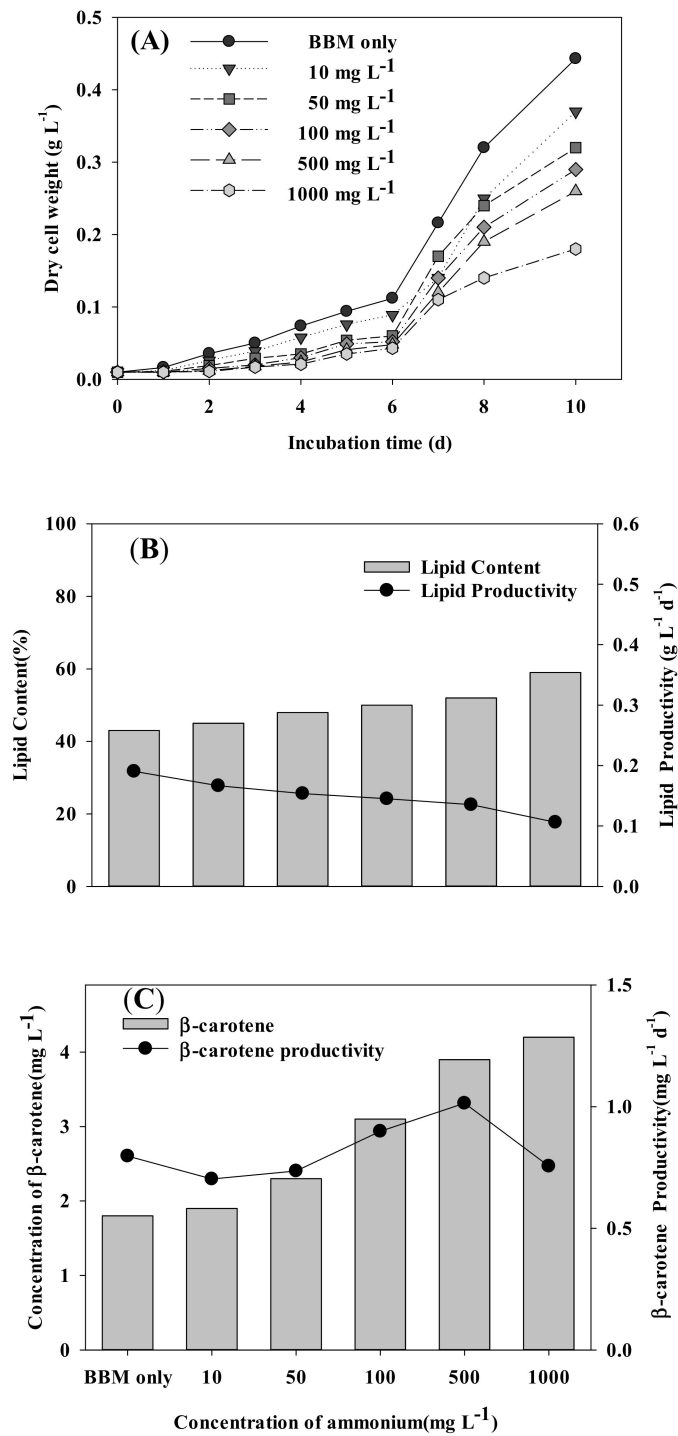 (A)
BBM only
10 mg L-1
50 mg L-1
100 mg L-1
500 mg L-1
1000 mg L-1
0.5
0.4
0.3
0.2
0.1
0.0
Dry cell weight (g L-1)
0 2 4 6 8 10
Incubation time (d)
(B)
Lipid Content
Lipid Productivity
100
80
60
40
20
0
Lipid Content(%)
0.6
0.5
0.4
0.3
0.2
0.1
0.0
Lipid Productivity (g L-1 d-1)
(C)
β-carotene
β-carotene productivity
4
3
2
1
0
Concentration of β-carotene(mg L-1)
1.5
1.0
0.5
0.0
β-carotene Productivity(mg L-1 d-1)
BBM only 10 50 100 500 1000
Concentration of ammonium(mg L-1)